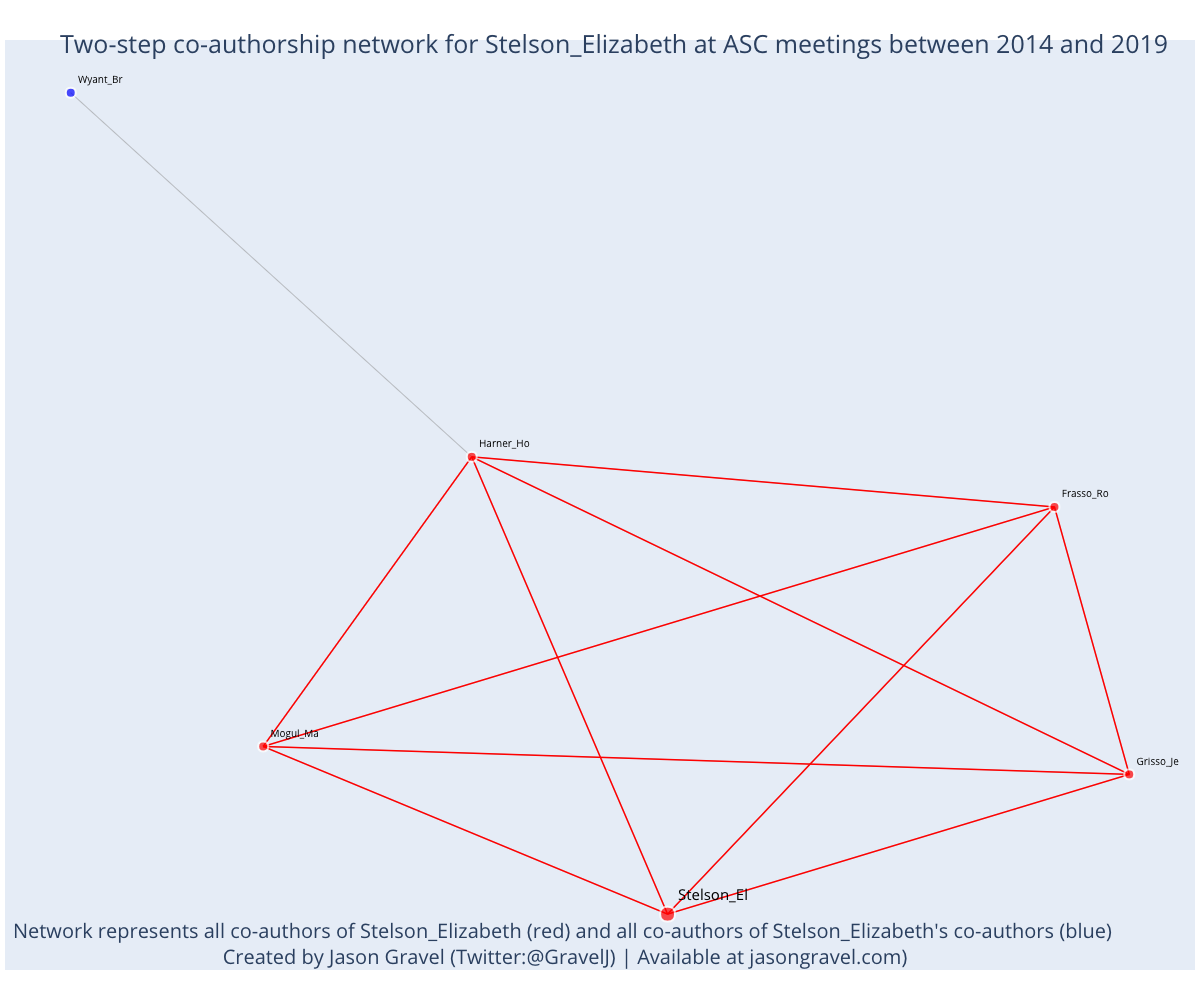 Two-step co-authorship network for Stelson_Elizabeth at ASC meetings between 2014 and 2019
Wyant_Br
Harner_Ho
Frasso_Ro
Mogul_Ma
Grisso_Je
Stelson_El
Network represents all co-authors of Stelson_Elizabeth (red) and all co-authors of Stelson_Elizabeth's co-authors (blue)
Created by Jason Gravel (Twitter:@GravelJ) | Available at jasongravel.com)